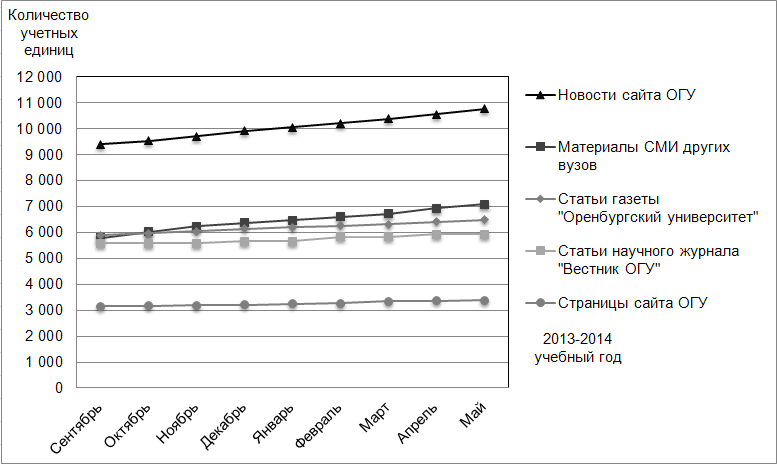 Количество
учетных
единиц
12 000
11 000
10 000
9 000
8 000
7 000
6 000
5 000
4 000
3 000
2 000
1 000
0
Сентябрь
Октябрь
Ноябрь
Декабрь
Январь
Февраль
Март
Апрель
Май
Новости сайта ОГУ
Материалы СМИ других
вузов
Статьи газеты
"Оренбургский университет"
Статьи научного журнала
"Вестник ОГУ"
Страницы сайта ОГУ
2013-2014
учебный год